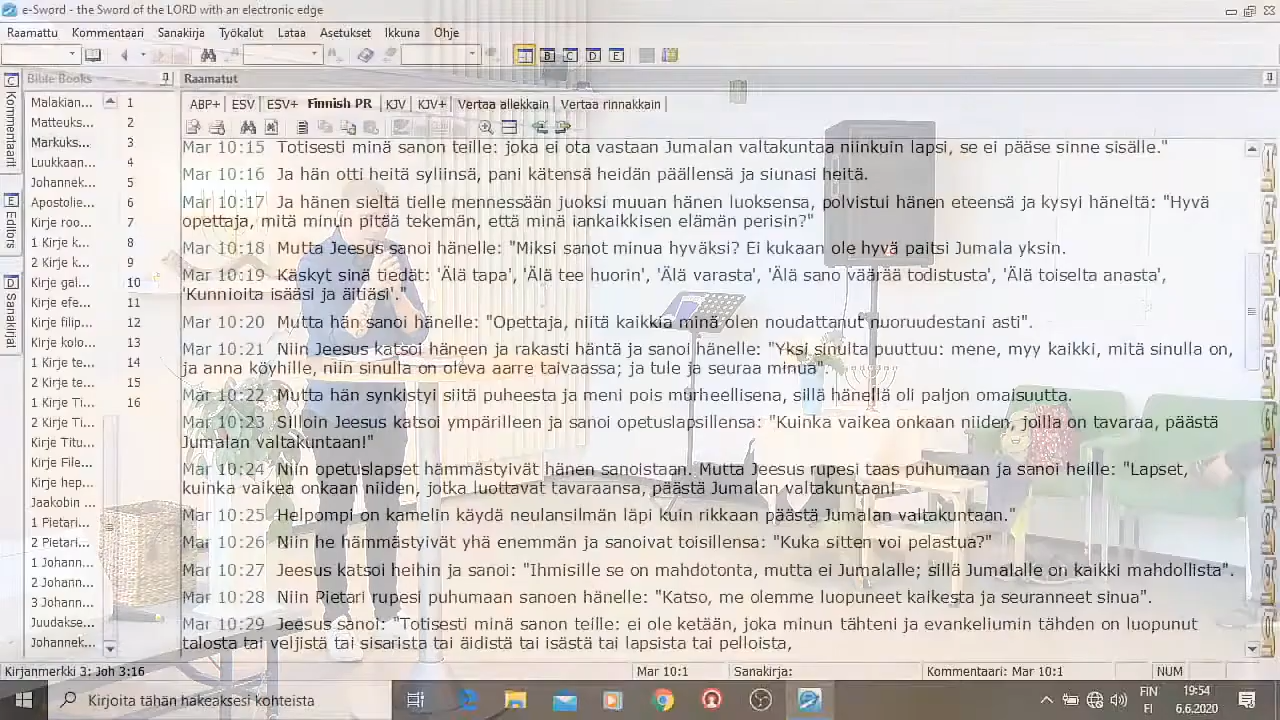 e-Sword - the Sword of the LORD with an electronic edge
Raamattu Kommentaari Sanakirja Työkalut Lataa Asetukset Ikkuna Ohje
B C D E
Bible Books
Raamatut
Kommentaarit
Editors
Sanakirjat
ABP+ ESV ESV+ Finnish PR KJV KJV+ Vertaa allekkain Vertaa rinnakkain
Malakian... 1
Matteuks... 2
Markuks... 3
Luukkaan... 4
Johannek... 5
Apostolie... 6
Kirje roo... 7
1 Kirje k... 8
2 Kirje k... 9
Kirje gal... 10
Kirje efe... 11
Kirje filip... 12
Kirje kolo... 13
1 Kirje te... 14
2 Kirje te... 15
1 Kirje Ti... 16
2 Kirje Ti...
Kirje Titu...
Kirje File...
Kirje hep...
Jaakobin ...
1 Pietari...
2 Pietari...
1 Johann...
2 Johann...
3 Johann...
Juudakse...
Johannek...
Mar 10:15 Totisesti minä sanon teille: joka ei ota vastaan Jumalan valtakuntaa niinkuin lapsi, se ei pääse sinne sisälle."
Mar 10:16 Ja hän otti heitä syliinsä, pani kätensä heidän päällensä ja siunasi heitä.
Mar 10:17 Ja hänen sieltä tielle mennessään juoksi muuan hänen luoksensa, polvistui hänen eteensä ja kysyi häneltä: "Hyvä
opettaja, mitä minun pitää tekemän, että minä iankaikkisen elämän perisin?"
Mar 10:18 Mutta Jeesus sanoi hänelle: "Miksi sanot minua hyväksi? Ei kukaan ole hyvä paitsi Jumala yksin.
Mar 10:19 Käskyt sinä tiedät: 'Älä tapa', 'Älä tee huorin', 'Älä varasta', 'Älä sano väärää todistusta', 'Älä toiselta anasta',
'Kunnioita isääsi ja äitiäsi'."
Mar 10:20 Mutta hän sanoi hänelle: "Opettaja, niitä kaikkia minä olen noudattanut nuoruudestani asti".
Mar 10:21 Niin Jeesus katsoi häneen ja rakasti häntä ja sanoi hänelle: "Yksi sinulta puuttuu: mene, myy kaikki, mitä sinulla on,
ja anna köyhille, niin sinulla on oleva aarre taivaassa; ja tule ja seuraa minua".
Mar 10:22 Mutta hän synkistyi siitä puheesta ja meni pois murheellisena, sillä hänellä oli paljon omaisuutta.
Mar 10:23 Silloin Jeesus katsoi ympärilleen ja sanoi opetuslapsillensa: "Kuinka vaikea onkaan niiden, joilla on tavaraa, päästä
Jumalan valtakuntaan!"
Mar 10:24 Niin opetuslapset hämmästyivät hänen sanoistaan. Mutta Jeesus rupesi taas puhumaan ja sanoi heille: "Lapset,
kuinka vaikea onkaan niiden, jotka luottavat tavaraansa, päästä Jumalan valtakuntaan!
Mar 10:25 Helpompi on kamelin käydä neulansilmän läpi kuin rikkaan päästä Jumalan valtakuntaan."
Mar 10:26 Niin he hämmästyivät yhä enemmän ja sanoivat toisillensa: "Kuka sitten voi pelastua?"
Mar 10:27 Jeesus katsoi heihin ja sanoi: "Ihmisille se on mahdotonta, mutta ei Jumalalle; sillä Jumalalle on kaikki mahdollista".
Mar 10:28 Niin Pietari rupesi puhumaan sanoen hänelle: "Katso, me olemme luopuneet kaikesta ja seuranneet sinua".
Mar 10:29 Jeesus sanoi: "Totisesti minä sanon teille: ei ole ketään, joka minun tähteni ja evankeliumin tähden on luopunut
talosta tai veljistä tai sisarista tai äidistä tai isästä tai lapsista tai pelloista,
Kirjanmerkki 3: Joh 3:16 Mar 10:1 Sanakirja: Kommentaari: Mar 10:1 NUM
Kirjoita tähän hakeaksesi kohteista
FIN 19:54
FI 6.6.2020